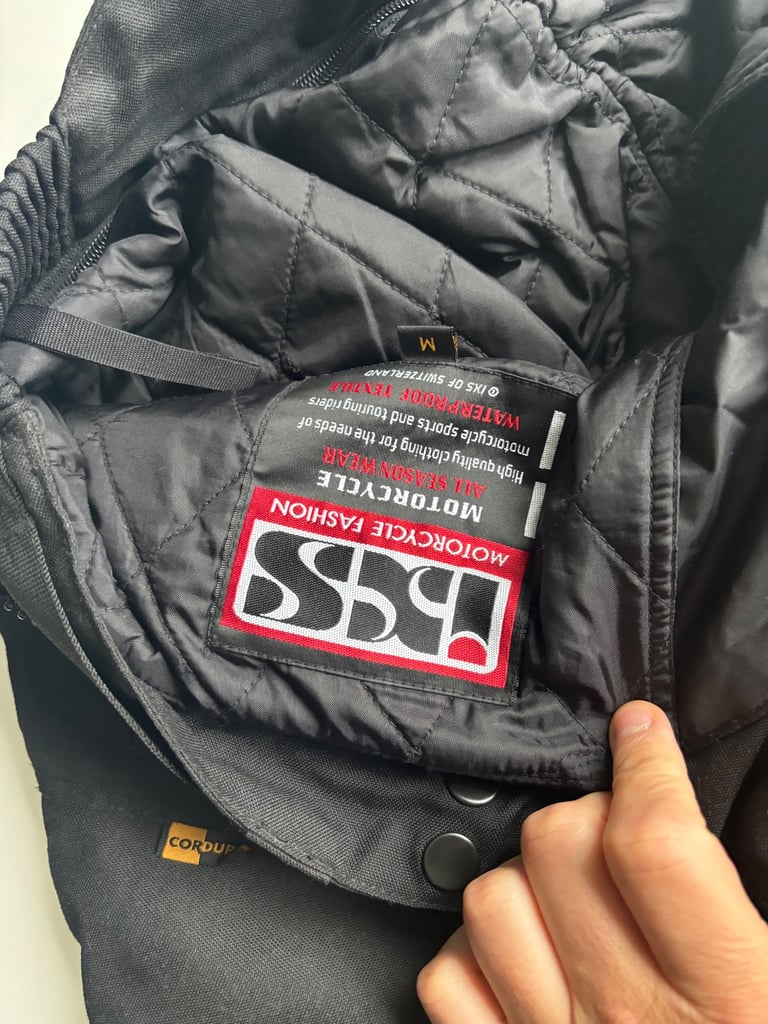 iXS
MOTORCYCLE FASHION
MOTORCYCLE
ALL SEASON WEAR
High quality clothing for the needs of
motorcycle sports and touring riders
WATERPROOF TEXTILE
© IXS OF SWITZERLAND
M
CORDURA